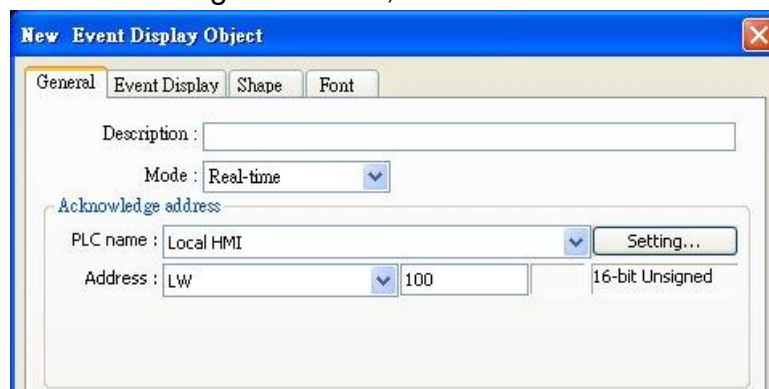 New Event Display Object
General Event Display Shape Font
Description :
Mode : Real-time
Acknowledge address
PLC name : Local HMI Setting...
Address : LW 100 16-bit Unsigned